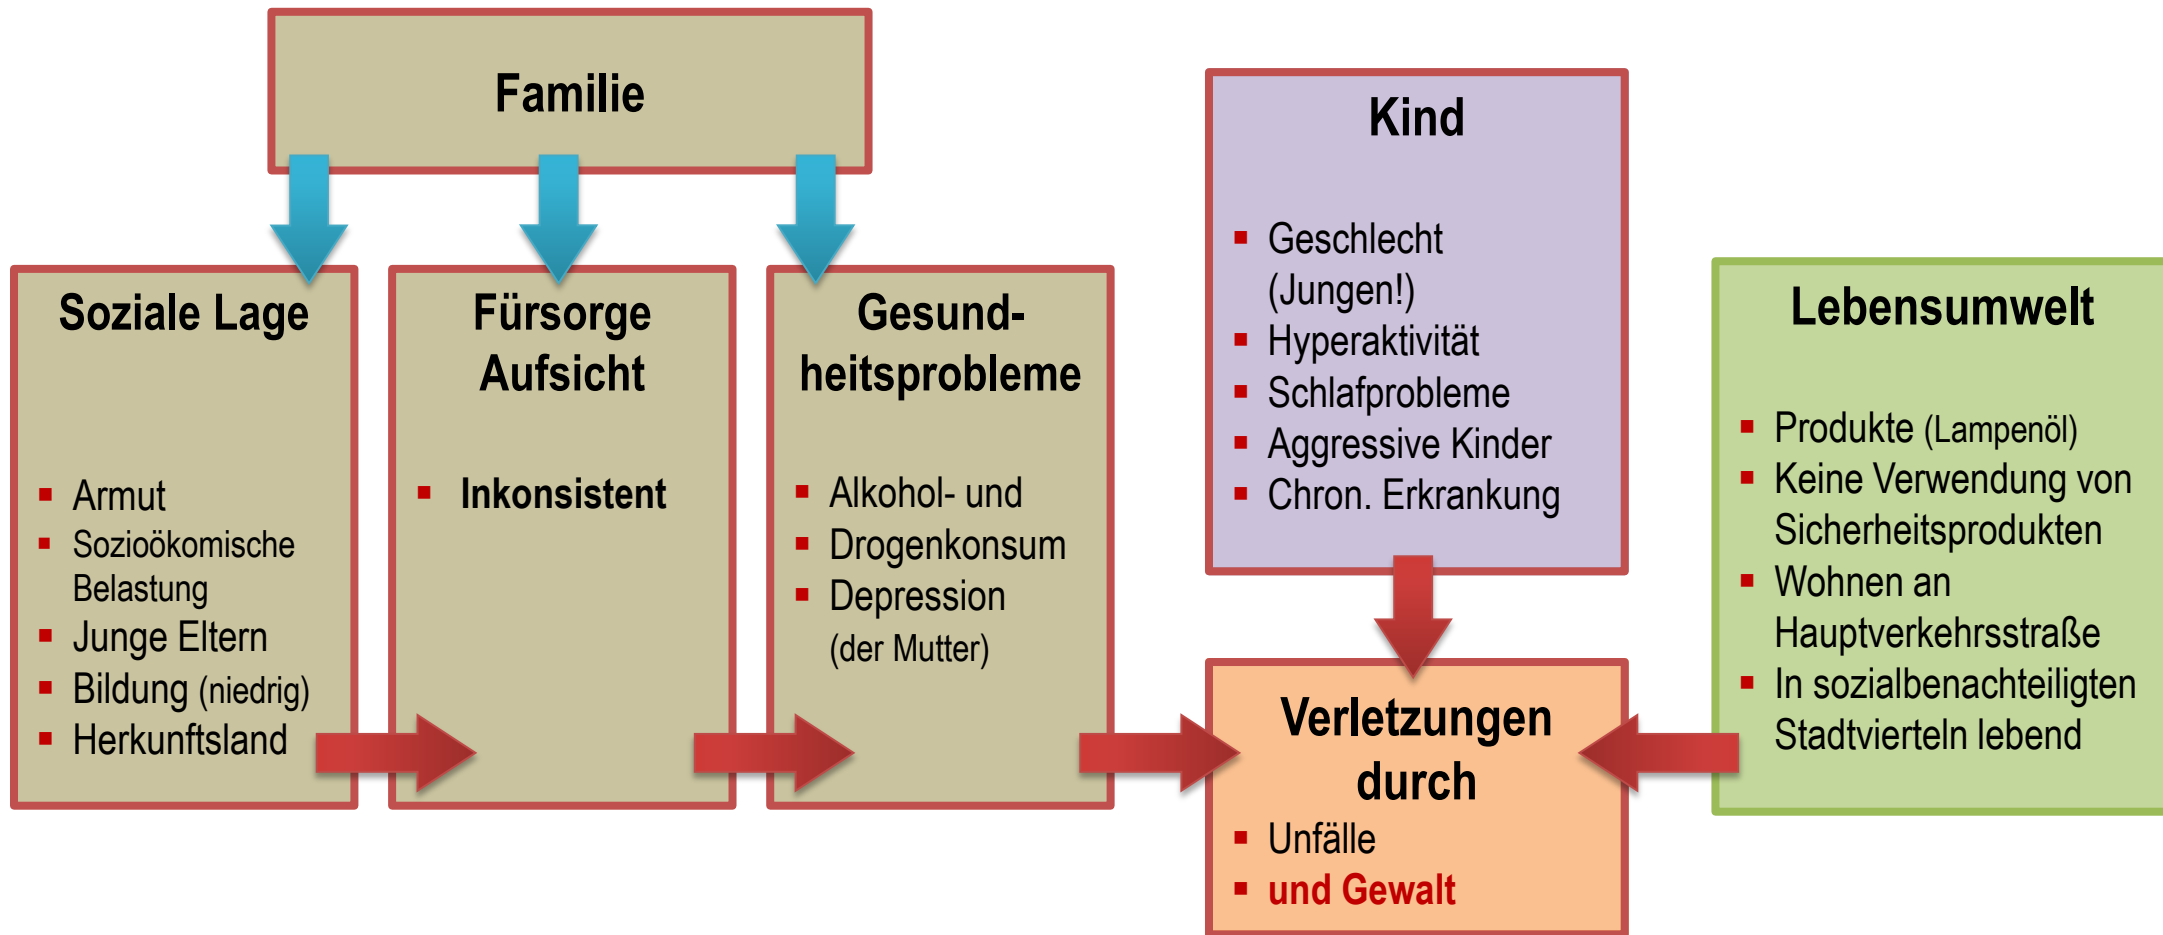 Familie
Soziale Lage
Armut
Sozioökomische
Belastung
Junge Eltern
Bildung (niedrig)
Herkunftsland
Fürsorge
Aufsicht
Inkonsistent
Gesund-
heitsprobleme
Alkohol- und
Drogenkonsum
Depression
(der Mutter)
Kind
Geschlecht
(Jungen!)
Hyperaktivität
Schlafprobleme
Aggressive Kinder
Chron. Erkrankung
Verletzungen
durch
Unfälle
und Gewalt
Lebensumwelt
Produkte (Lampenöl)
Keine Verwendung von
Sicherheitsprodukten
Wohnen an
Hauptverkehrsstraße
In sozialbenachteiligten
Stadtvierteln lebend